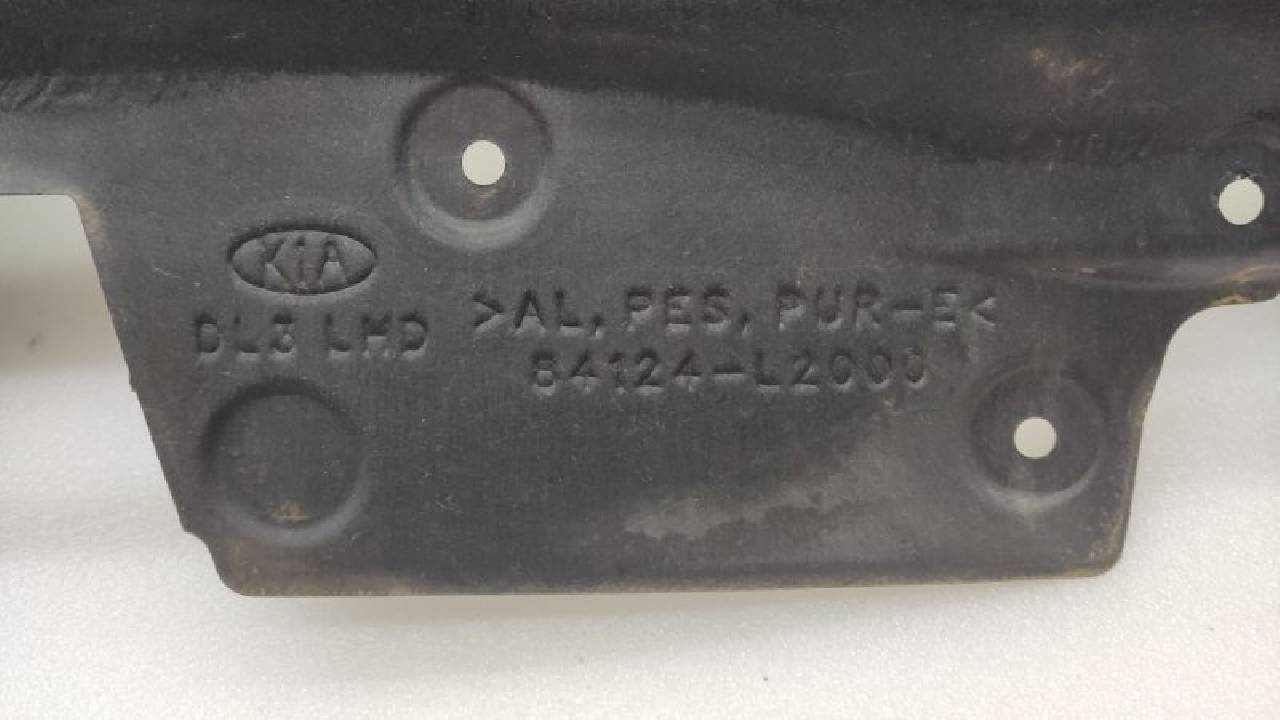 KIA
DL3 LHD
>AL, PES, PUR-E<
84124-L2000